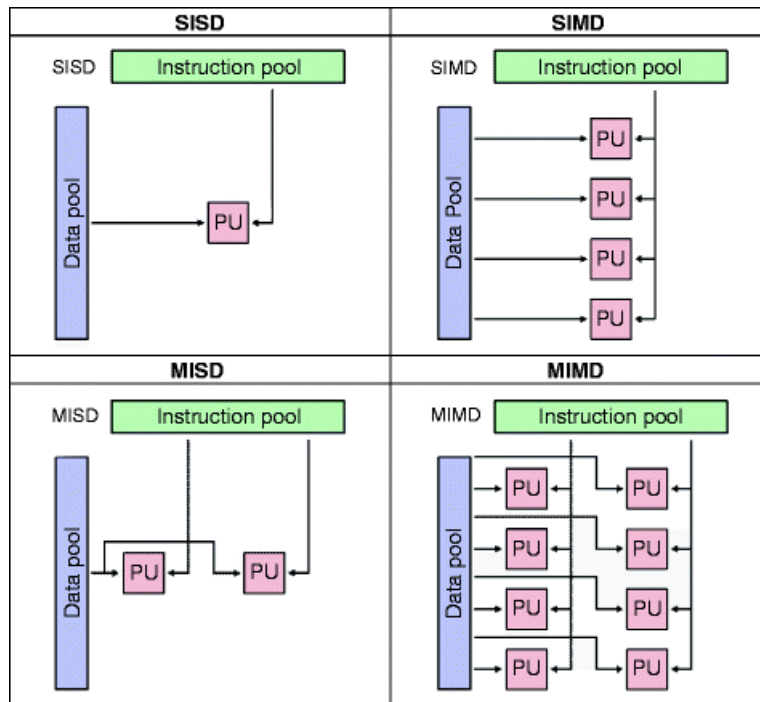 SISD
SISD
Instruction pool
Data pool
PU
SIMD
SIMD
Instruction pool
Data Pool
PU
PU
PU
PU
MISD
MISD
Instruction pool
Data pool
PU
PU
MIMD
MIMD
Instruction pool
Data pool
PU
PU
PU
PU
PU
PU
PU
PU